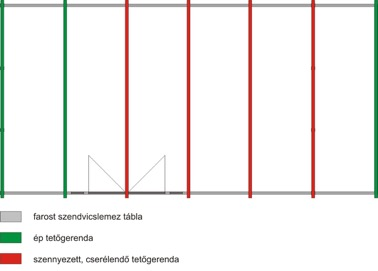 farost szendvicslemez tábla
ép tetőgerenda
szennyezett, cserélendő tetőgerenda